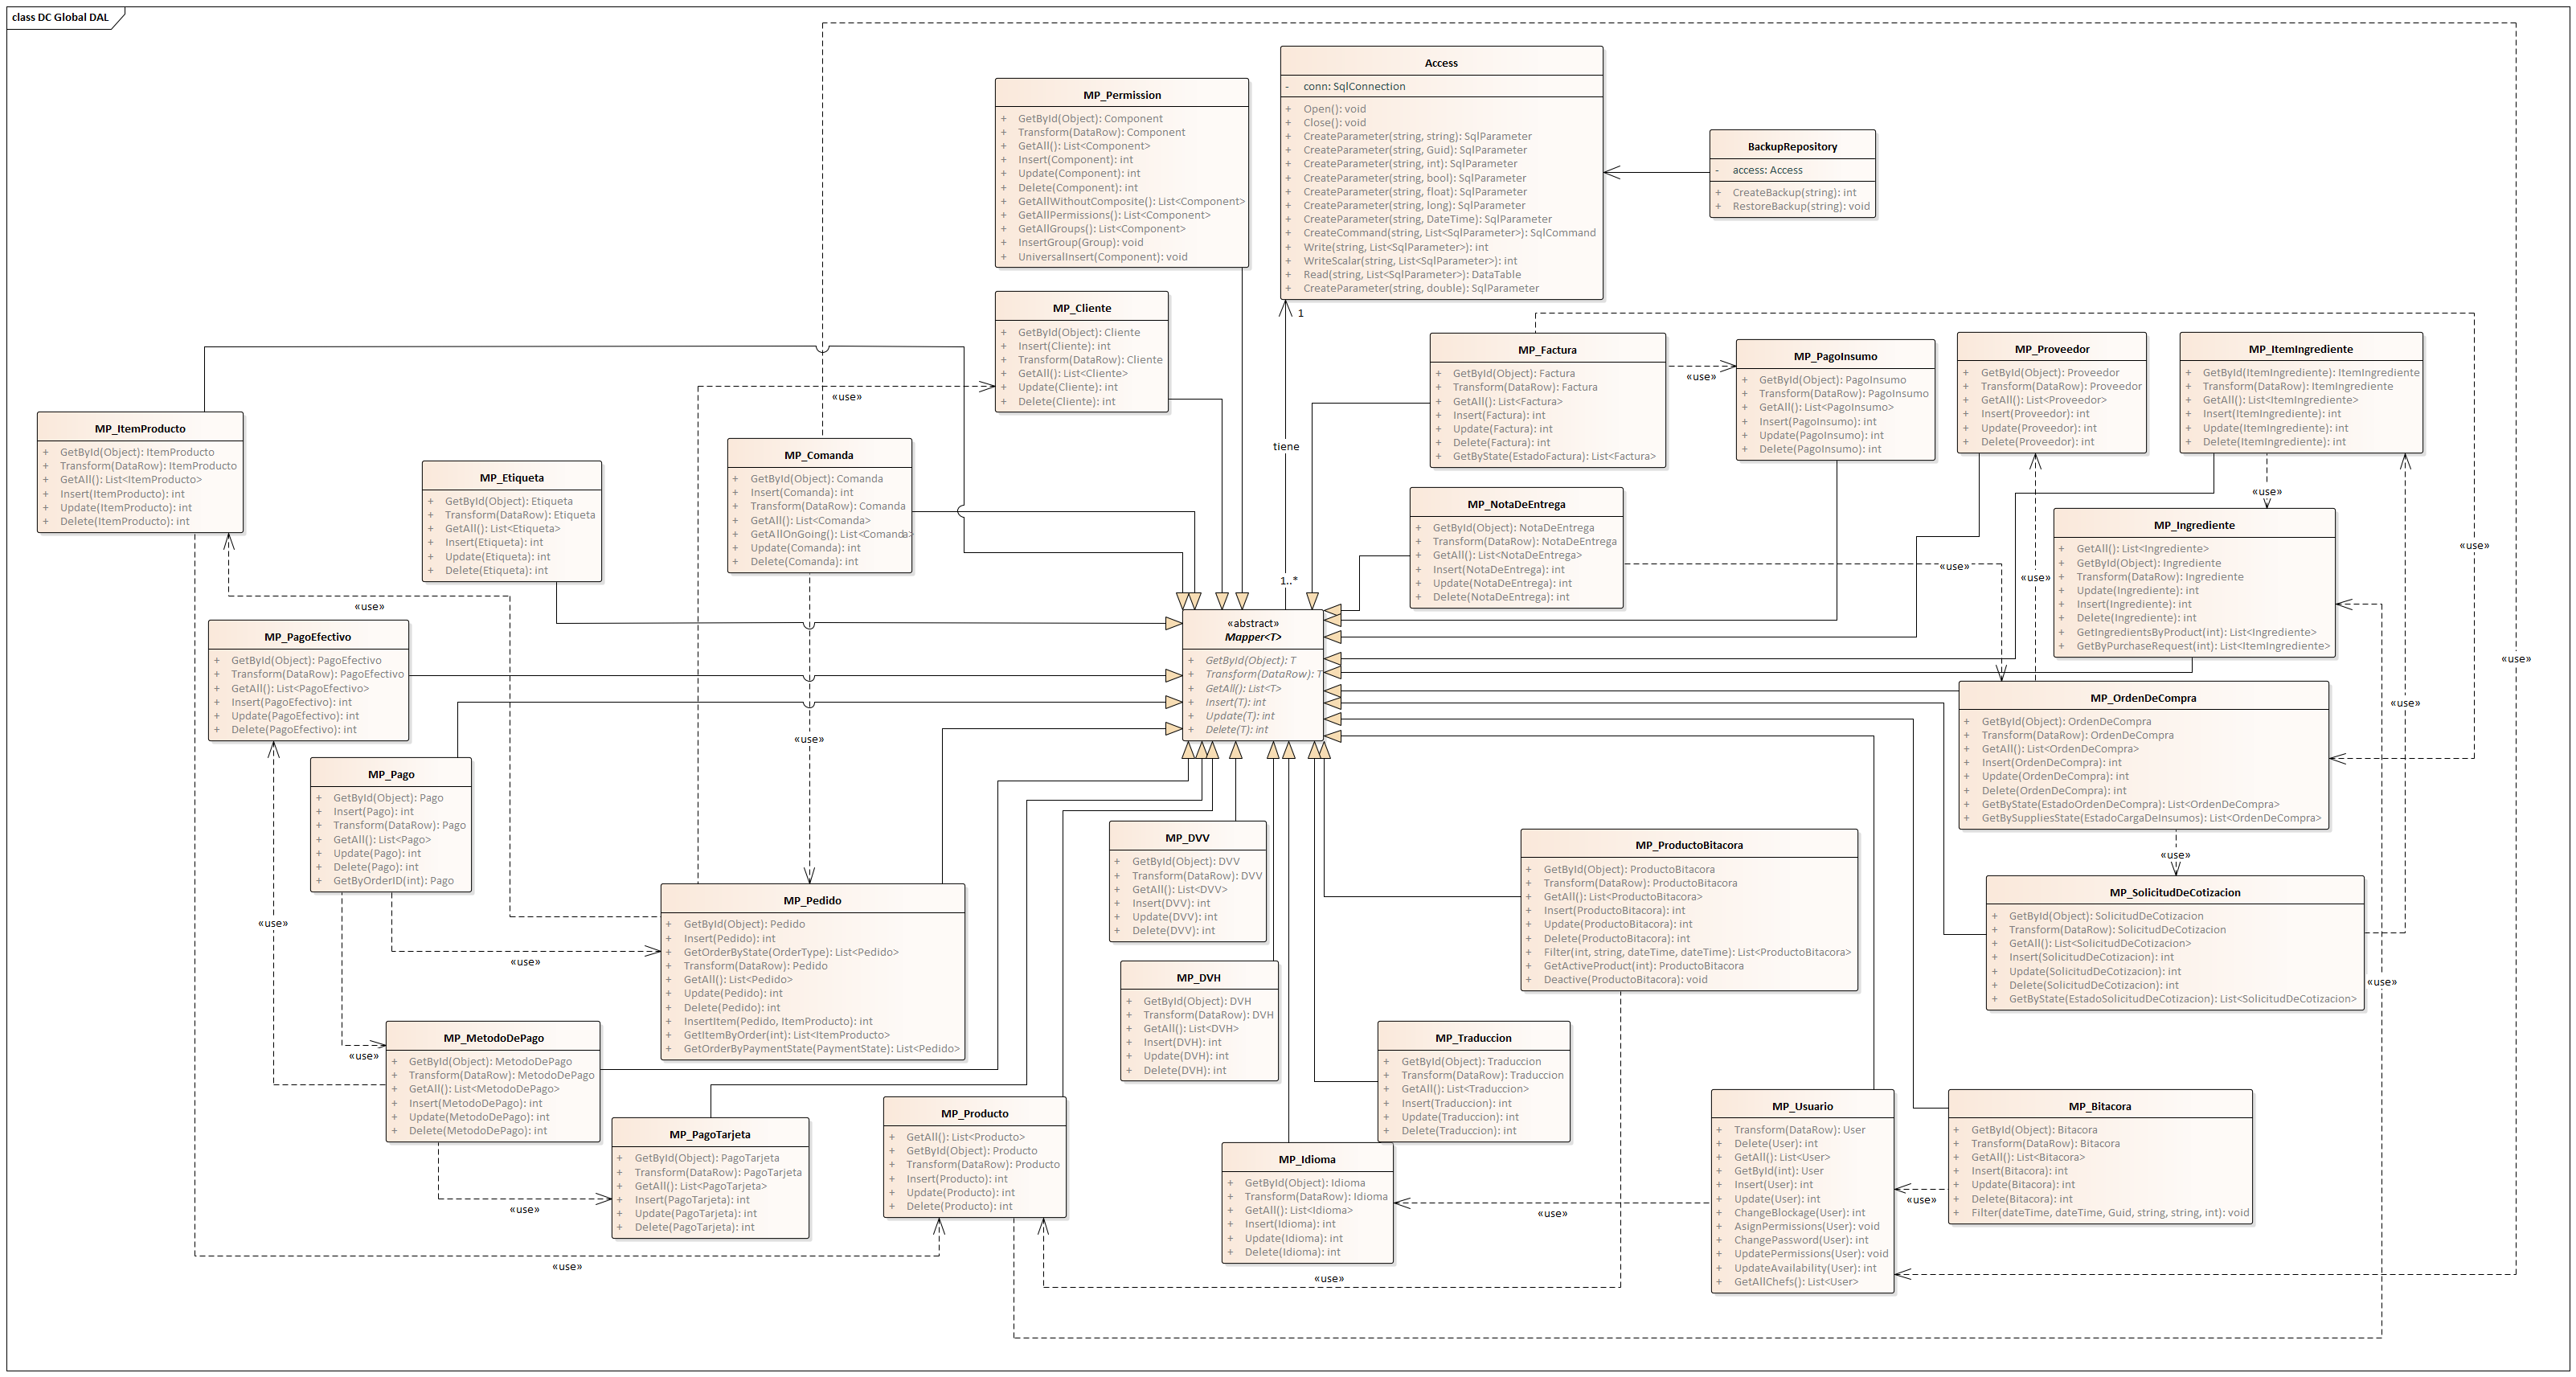 class DC Global DAL
Access
- conn: SqlConnection
+ Open(): void
+ Close(): void
+ CreateParameter(string, string): SqlParameter
+ CreateParameter(string, Guid): SqlParameter
+ CreateParameter(string, int): SqlParameter
+ CreateParameter(string, bool): SqlParameter
+ CreateParameter(string, float): SqlParameter
+ CreateParameter(string, long): SqlParameter
+ CreateParameter(string, DateTime): SqlParameter
+ CreateCommand(string, List<SqlParameter>): SqlCommand
+ Write(string, List<SqlParameter>): int
+ WriteScalar(string, List<SqlParameter>): int
+ Read(string, List<SqlParameter>): DataTable
+ CreateParameter(string, double): SqlParameter
MP_Permission
+ GetById(Object): Component
+ Transform(DataRow): Component
+ GetAll(): List<Component>
+ Insert(Component): int
+ Update(Component): int
+ Delete(Component): int
+ GetAllWithoutComposite(): List<Component>
+ GetAllPermissions(): List<Component>
+ GetAllGroups(): List<Component>
+ InsertGroup(Group): void
+ UniversalInsert(Component): void
BackupRepository
- access: Access
+ CreateBackup(string): int
+ RestoreBackup(string): void
MP_Cliente
+ GetById(Object): Cliente
+ Insert(Cliente): int
+ Transform(DataRow): Cliente
+ GetAll(): List<Cliente>
+ Update(Cliente): int
+ Delete(Cliente): int
1
tiene
1..*
MP_Factura
+ GetById(Object): Factura
+ Transform(DataRow): Factura
+ GetAll(): List<Factura>
+ Insert(Factura): int
+ Update(Factura): int
+ Delete(Factura): int
+ GetByState(EstadoFactura): List<Factura>
«use»
MP_PagoInsumo
+ GetById(Object): PagoInsumo
+ Transform(DataRow): PagoInsumo
+ GetAll(): List<PagoInsumo>
+ Insert(PagoInsumo): int
+ Update(PagoInsumo): int
+ Delete(PagoInsumo): int
MP_Proveedor
+ GetById(Object): Proveedor
+ Transform(DataRow): Proveedor
+ GetAll(): List<Proveedor>
+ Insert(Proveedor): int
+ Update(Proveedor): int
+ Delete(Proveedor): int
MP_ItemIngrediente
+ GetById(ItemIngrediente): ItemIngrediente
+ Transform(DataRow): ItemIngrediente
+ GetAll(): List<ItemIngrediente>
+ Insert(ItemIngrediente): int
+ Update(ItemIngrediente): int
+ Delete(ItemIngrediente): int
«use»
«use»
MP_ItemProducto
+ GetById(Object): ItemProducto
+ Transform(DataRow): ItemProducto
+ GetAll(): List<ItemProducto>
+ Insert(ItemProducto): int
+ Update(ItemProducto): int
+ Delete(ItemProducto): int
MP_Etiqueta
+ GetById(Object): Etiqueta
+ Transform(DataRow): Etiqueta
+ GetAll(): List<Etiqueta>
+ Insert(Etiqueta): int
+ Update(Etiqueta): int
+ Delete(Etiqueta): int
MP_Comanda
+ GetById(Object): Comanda
+ Insert(Comanda): int
+ Transform(DataRow): Comanda
+ GetAll(): List<Comanda>
+ GetAllOnGoing(): List<Comanda>
+ Update(Comanda): int
+ Delete(Comanda): int
MP_NotaDeEntrega
+ GetById(Object): NotaDeEntrega
+ Transform(DataRow): NotaDeEntrega
+ GetAll(): List<NotaDeEntrega>
+ Insert(NotaDeEntrega): int
+ Update(NotaDeEntrega): int
+ Delete(NotaDeEntrega): int
MP_Ingrediente
+ GetAll(): List<Ingrediente>
+ GetById(Object): Ingrediente
+ Transform(DataRow): Ingrediente
+ Update(Ingrediente): int
+ Insert(Ingrediente): int
+ Delete(Ingrediente): int
+ GetIngredientsByProduct(int): List<Ingrediente>
+ GetByPurchaseRequest(int): List<ItemIngrediente>
«use»
«use»
«use»
«use»
«use»
«use»
MP_PagoEfectivo
+ GetById(Object): PagoEfectivo
+ Transform(DataRow): PagoEfectivo
+ GetAll(): List<PagoEfectivo>
+ Insert(PagoEfectivo): int
+ Update(PagoEfectivo): int
+ Delete(PagoEfectivo): int
«abstract»
Mapper<T>
+ GetById(Object): T
+ Transform(DataRow): T
+ GetAll(): List<T>
+ Insert(T): int
+ Update(T): int
+ Delete(T): int
MP_OrdenDeCompra
+ GetById(Object): OrdenDeCompra
+ Transform(DataRow): OrdenDeCompra
+ GetAll(): List<OrdenDeCompra>
+ Insert(OrdenDeCompra): int
+ Update(OrdenDeCompra): int
+ Delete(OrdenDeCompra): int
+ GetByState(EstadoOrdenDeCompra): List<OrdenDeCompra>
+ GetBySuppliesState(EstadoCargaDeInsumos): List<OrdenDeCompra>
«use»
«use»
MP_Pago
+ GetById(Object): Pago
+ Insert(Pago): int
+ Transform(DataRow): Pago
+ GetAll(): List<Pago>
+ Update(Pago): int
+ Delete(Pago): int
+ GetByOrderID(int): Pago
MP_DVV
+ GetById(Object): DVV
+ Transform(DataRow): DVV
+ GetAll(): List<DVV>
+ Insert(DVV): int
+ Update(DVV): int
+ Delete(DVV): int
MP_ProductoBitacora
+ GetById(Object): ProductoBitacora
+ Transform(DataRow): ProductoBitacora
+ GetAll(): List<ProductoBitacora>
+ Insert(ProductoBitacora): int
+ Update(ProductoBitacora): int
+ Delete(ProductoBitacora): int
+ Filter(int, string, dateTime, dateTime): List<ProductoBitacora>
+ GetActiveProduct(int): ProductoBitacora
+ Deactive(ProductoBitacora): void
«use»
MP_SolicitudDeCotizacion
+ GetById(Object): SolicitudDeCotizacion
+ Transform(DataRow): SolicitudDeCotizacion
+ GetAll(): List<SolicitudDeCotizacion>
+ Insert(SolicitudDeCotizacion): int
+ Update(SolicitudDeCotizacion): int
+ Delete(SolicitudDeCotizacion): int
+ GetByState(EstadoSolicitudDeCotizacion): List<SolicitudDeCotizacion>
«use»
MP_Pedido
+ GetById(Object): Pedido
+ Insert(Pedido): int
+ GetOrderByState(OrderType): List<Pedido>
+ Transform(DataRow): Pedido
+ GetAll(): List<Pedido>
+ Update(Pedido): int
+ Delete(Pedido): int
+ InsertItem(Pedido, ItemProducto): int
+ GetItemByOrder(int): List<ItemProducto>
+ GetOrderByPaymentState(PaymentState): List<Pedido>
«use»
«use»
«use»
MP_DVH
+ GetById(Object): DVH
+ Transform(DataRow): DVH
+ GetAll(): List<DVH>
+ Insert(DVH): int
+ Update(DVH): int
+ Delete(DVH): int
MP_MetodoDePago
+ GetById(Object): MetodoDePago
+ Transform(DataRow): MetodoDePago
+ GetAll(): List<MetodoDePago>
+ Insert(MetodoDePago): int
+ Update(MetodoDePago): int
+ Delete(MetodoDePago): int
MP_Traduccion
+ GetById(Object): Traduccion
+ Transform(DataRow): Traduccion
+ GetAll(): List<Traduccion>
+ Insert(Traduccion): int
+ Update(Traduccion): int
+ Delete(Traduccion): int
MP_PagoTarjeta
+ GetById(Object): PagoTarjeta
+ Transform(DataRow): PagoTarjeta
+ GetAll(): List<PagoTarjeta>
+ Insert(PagoTarjeta): int
+ Update(PagoTarjeta): int
+ Delete(PagoTarjeta): int
MP_Producto
+ GetAll(): List<Producto>
+ GetById(Object): Producto
+ Transform(DataRow): Producto
+ Insert(Producto): int
+ Update(Producto): int
+ Delete(Producto): int
MP_Idioma
+ GetById(Object): Idioma
+ Transform(DataRow): Idioma
+ GetAll(): List<Idioma>
+ Insert(Idioma): int
+ Update(Idioma): int
+ Delete(Idioma): int
MP_Usuario
+ Transform(DataRow): User
+ Delete(User): int
+ GetAll(): List<User>
+ GetById(int): User
+ Insert(User): int
+ Update(User): int
+ ChangeBlockage(User): int
+ AsignPermissions(User): void
+ ChangePassword(User): int
+ UpdatePermissions(User): void
+ UpdateAvailability(User): int
+ GetAllChefs(): List<User>
MP_Bitacora
+ GetById(Object): Bitacora
+ Transform(DataRow): Bitacora
+ GetAll(): List<Bitacora>
+ Insert(Bitacora): int
+ Update(Bitacora): int
+ Delete(Bitacora): int
+ Filter(dateTime, dateTime, Guid, string, string, int): void
«use»
«use»
«use»
«use»
«use»